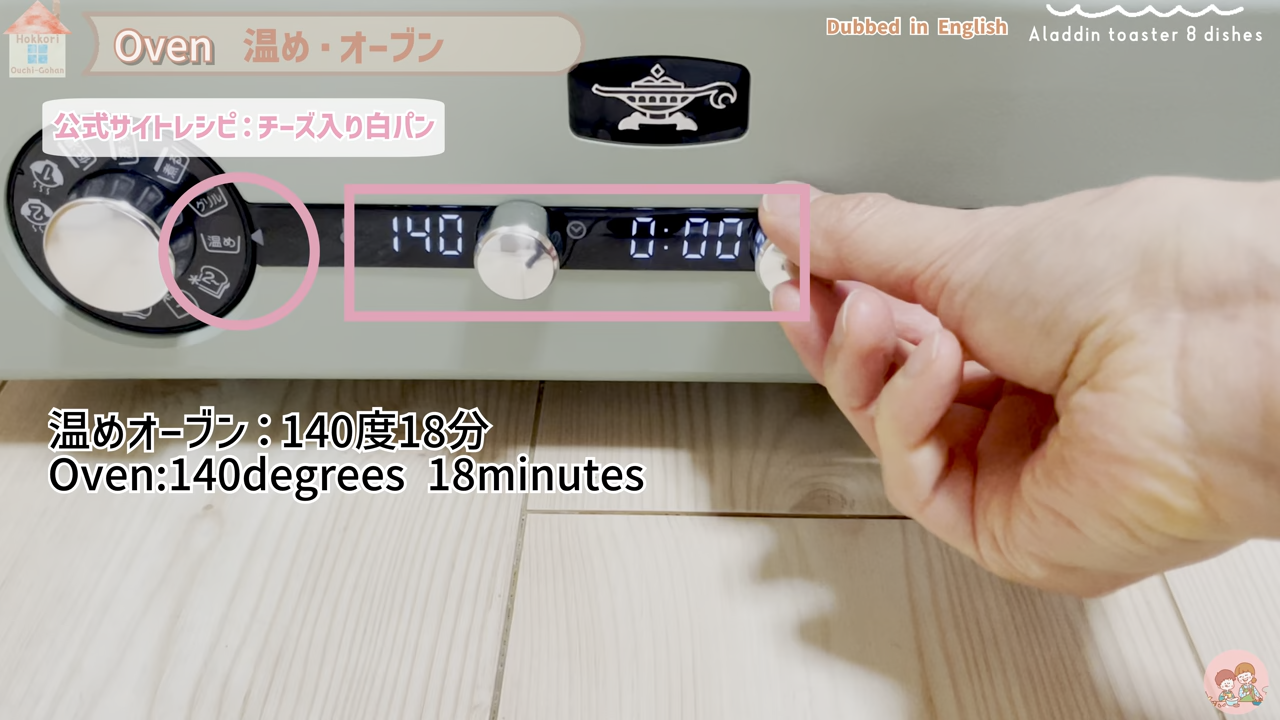 Hokkori
Ouchi-Gohan
Oven 温め・オーブン
Dubbed in English
Aladdin toaster 8 dishes
公式サイトレシピ：チーズ入り白パン
1
2
グリル
温め
2
140
0:00
温めオーブン：140度18分
Oven:140degrees 18minutes